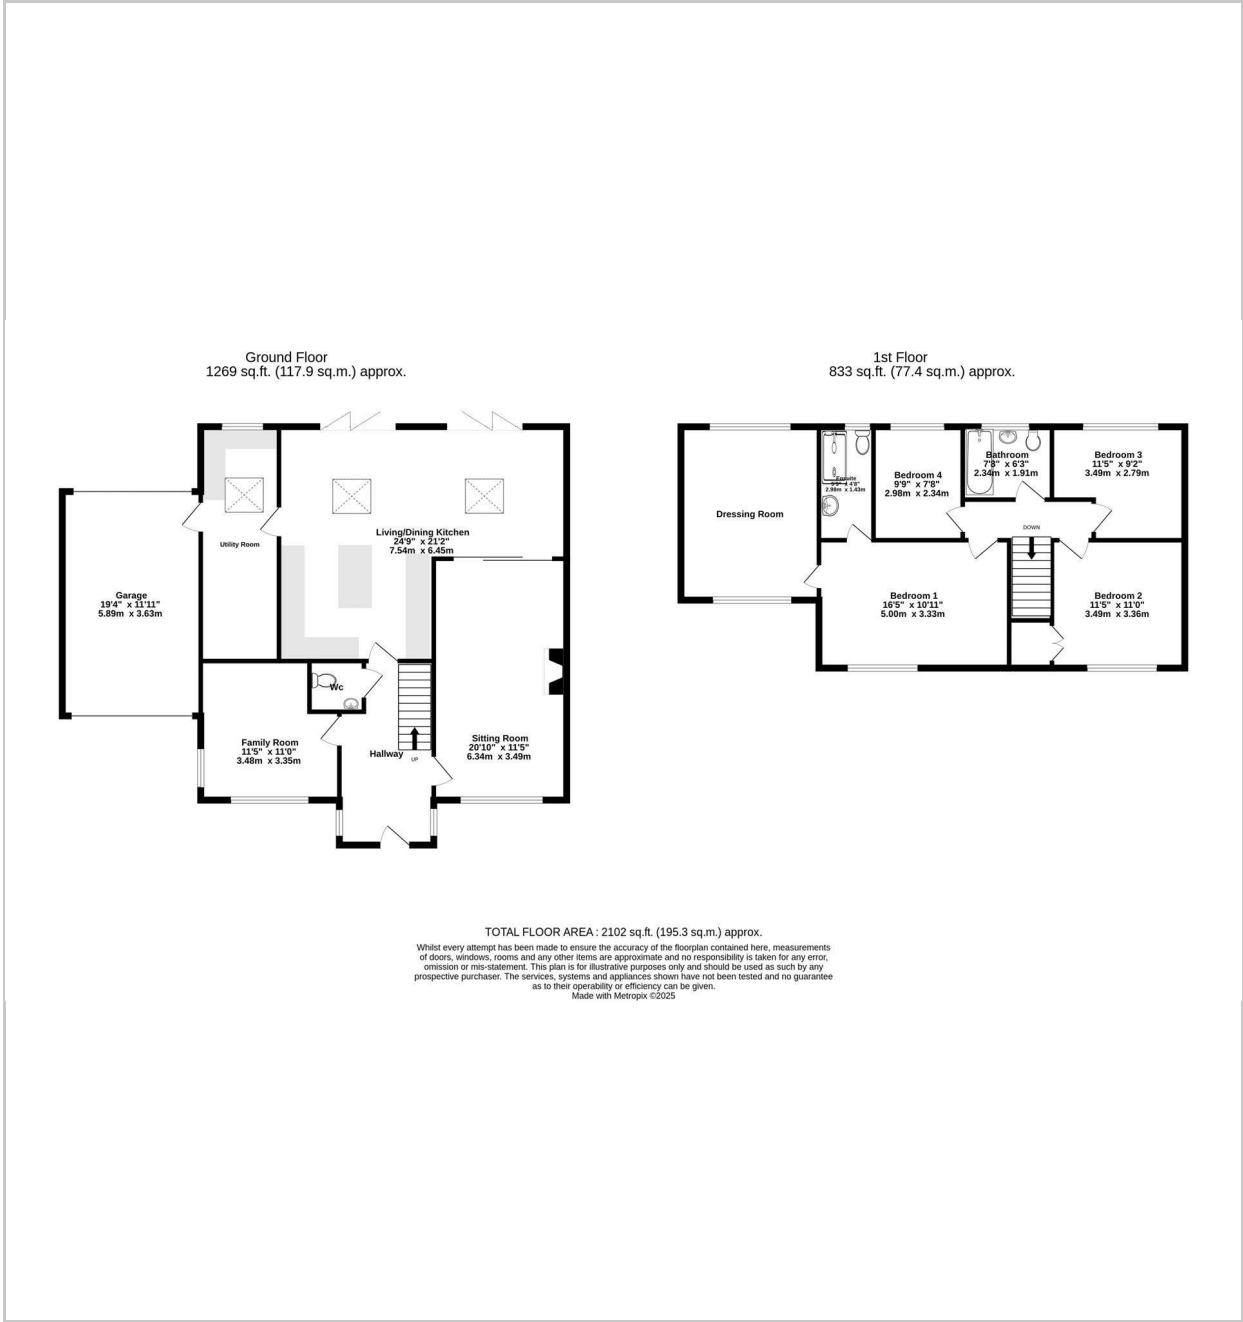 Ground Floor
1269 sq.ft. (117.9 sq.m.) approx.
Living/Dining Kitchen
24'9" x 21'2"
7.54m x 6.45m
Utility Room
Garage
19'4" x 11'11"
5.89m x 3.63m
Wc
Family Room
11'5" x 11'0"
3.48m x 3.35m
Hallway
UP
Sitting Room
20'10" x 11'5"
6.34m x 3.49m
1st Floor
833 sq.ft. (77.4 sq.m.) approx.
Dressing Room
Ensuite
9'9" x 4'8"
2.98m x 1.43m
Bedroom 4
9'9" x 7'8"
2.98m x 2.34m
Bathroom
7'8" x 6'3"
2.34m x 1.91m
Bedroom 3
11'5" x 9'2"
3.49m x 2.79m
DOWN
Bedroom 1
16'5" x 10'11"
5.00m x 3.33m
Bedroom 2
11'5" x 11'0"
3.49m x 3.36m
TOTAL FLOOR AREA : 2102 sq.ft. (195.3 sq.m.) approx.
Whilst every attempt has been made to ensure the accuracy of the floorplan contained here, measurements
of doors, windows, rooms and any other items are approximate and no responsibility is taken for any error,
omission or mis-statement. This plan is for illustrative purposes only and should be used as such by any
prospective purchaser. The services, systems and appliances shown have not been tested and no guarantee
as to their operability or efficiency can be given.
Made with Metropix ©2025